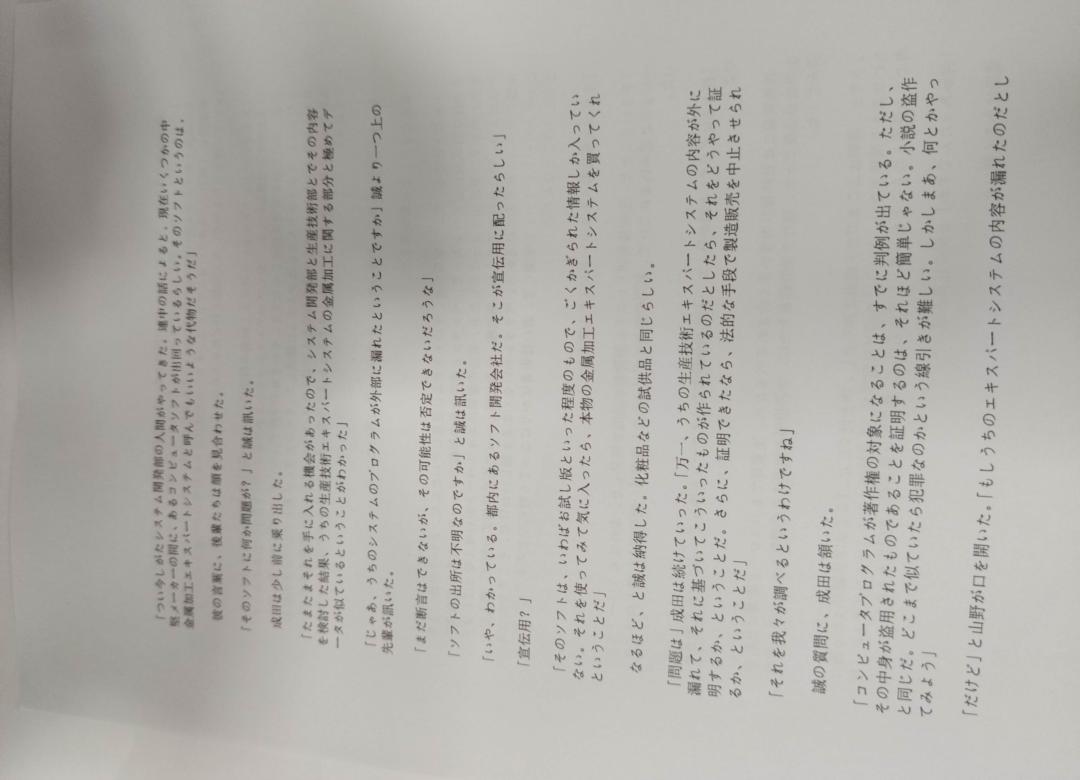 「つい今しがたシステム開発部の人間がやってきた。連中の話によると、現在いくつかの中
堅メーカーの間に、あるコンピュータソフトが出回っているらしい。そのソフトというのは、
金属加工エキスパートシステムと呼んでもいいような代物だそうだ」
彼の言葉に、後輩たちは顔を見合わせた。
「そのソフトに何か問題が？」と誠は訊いた。
成田は少し前に乗り出した。
「たまたまそれを手に入れる機会があったので、システム開発部と生産技術部とでその内容
を検討した結果、うちの生産技術エキスパートシステムの金属加工に関する部分と極めてデ
ータが似ているということがわかった」
「じゃあ、うちのシステムのプログラムが外部に漏れたということですか」誠より一つ上の
先輩が訊いた。
「まだ断言はできないが、その可能性は否定できないだろうな」
「ソフトの出所は不明なのですか」と誠は訊いた。
「いや、わかっている。都内にあるソフト開発会社だ。そこが宣伝用に配ったらしい」
「宣伝用？」
「そのソフトは、いわばお試し版といった程度のもので、ごくかぎられた情報しか入ってい
ない。それを使ってみて気に入ったら、本物の金属加工エキスパートシステムを買ってくれ
ということだ」
なるほど、と誠は納得した。化粧品などの試供品と同じらしい。
「問題は」成田は続けていった。「万一、うちの生産技術エキスパートシステムの内容が外に
漏れて、それに基づいてこういったものが作られているのだとしたら、それをどうやって証
明するか、ということだ。さらに、証明できたなら、法的な手段で製造販売を中止させられ
るか、ということだ」
「それを我々が調べるというわけですね」
誠の質問に、成田は頷いた。
「コンピュータプログラムが著作権の対象になることは、すでに判例が出ている。ただし、
その中身が盗用されたものであることを証明するのは、それほど簡単じゃない。小説の盗作
と同じだ。どこまで似ていたら犯罪なのかという線引きが難しい。しかしまあ、何とかやっ
てみよう」
「だけど」と山野が口を開いた。「もしうちのエキスパートシステムの内容が漏れたのだとし